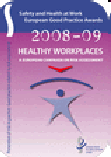 Safety and Health at Work
European Good Practice Awards
2008-09
HEALTHY WORKPLACES
A EUROPEAN CAMPAIGN ON RISK ASSESSMENT